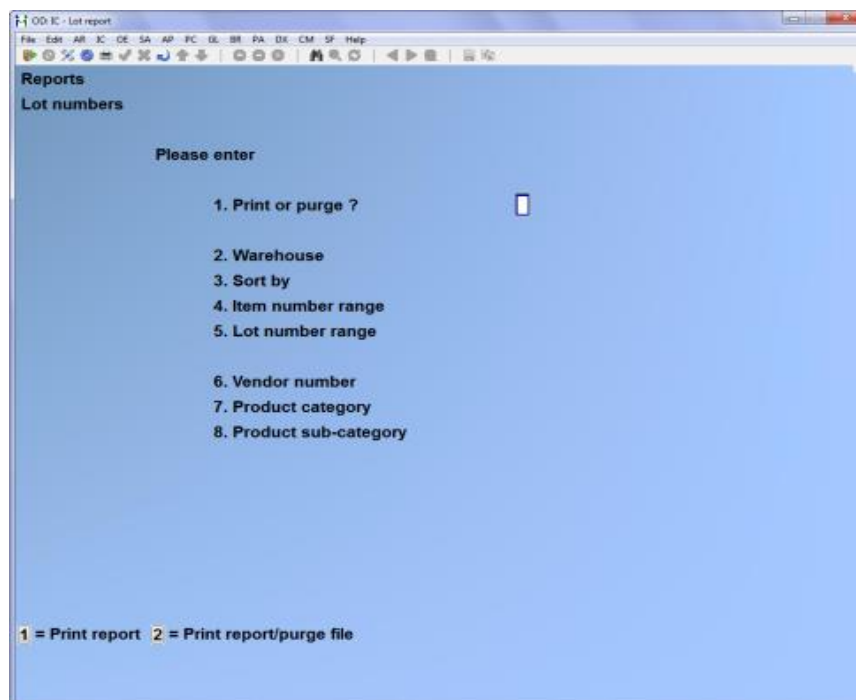 OD: IC - Lot report
File Edit AR IC OE SA AP PC GL BR PA DX CM SF Help
Reports
Lot numbers
Please enter
1. Print or purge ?
2. Warehouse
3. Sort by
4. Item number range
5. Lot number range
6. Vendor number
7. Product category
8. Product sub-category
1 = Print report 2 = Print report/purge file